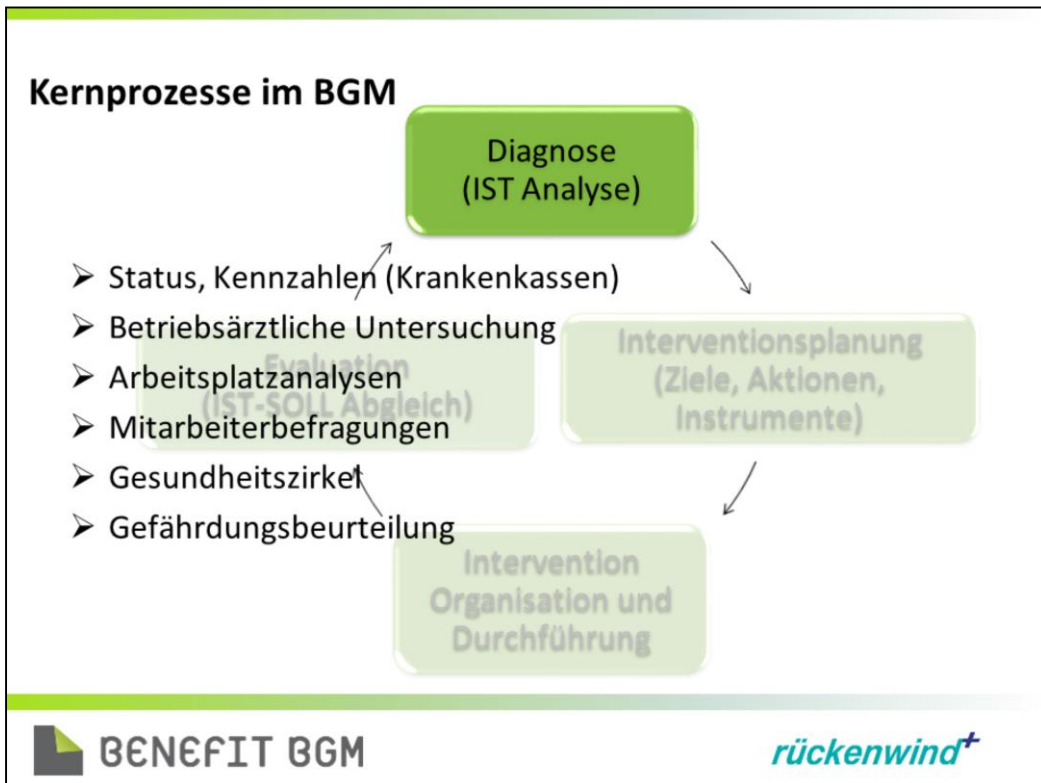 Kernprozesse im BGM
Diagnose
(IST Analyse)
➢ Status, Kennzahlen (Krankenkassen)
➢ Betriebsärztliche Untersuchung
➢ Arbeitsplatzanalysen
➢ Mitarbeiterbefragungen
➢ Gesundheitszirkel
➢ Gefährdungsbeurteilung
Evaluation
(IST-SOLL Abgleich)
Interventionsplanung
(Ziele, Aktionen,
Instrumente)
Intervention
Organisation und
Durchführung
BENEFIT BGM
rückenwind+